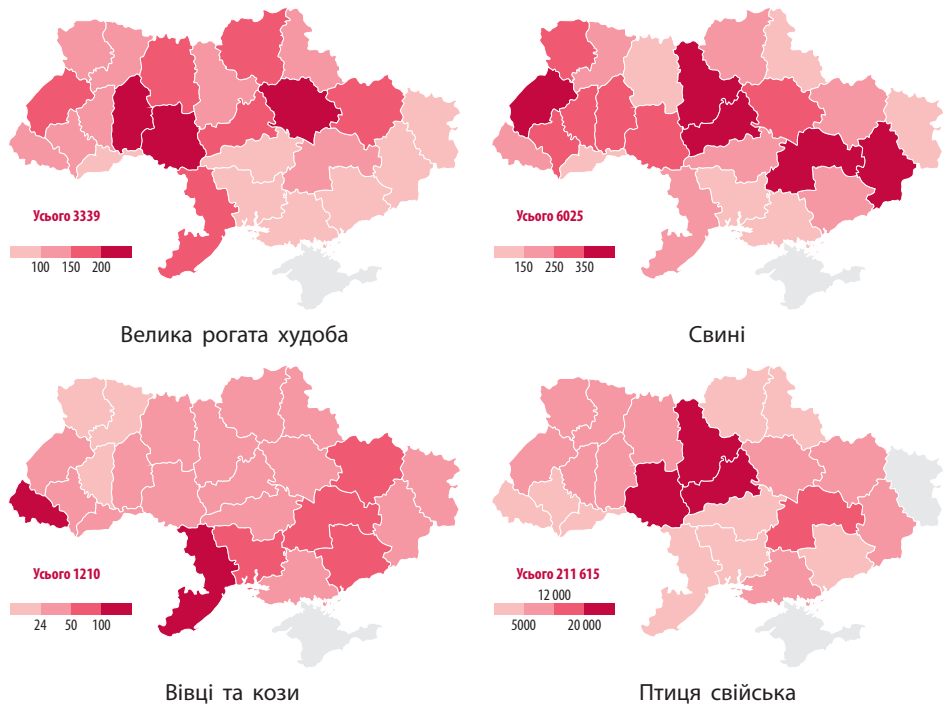 Усього 3339
100 150 200
Велика рогата худоба
Усього 6025
150 250 350
Свині
Усього 1210
24 50 100
Вівці та кози
Усього 211 615
12 000
5000 20 000
Птиця свійська